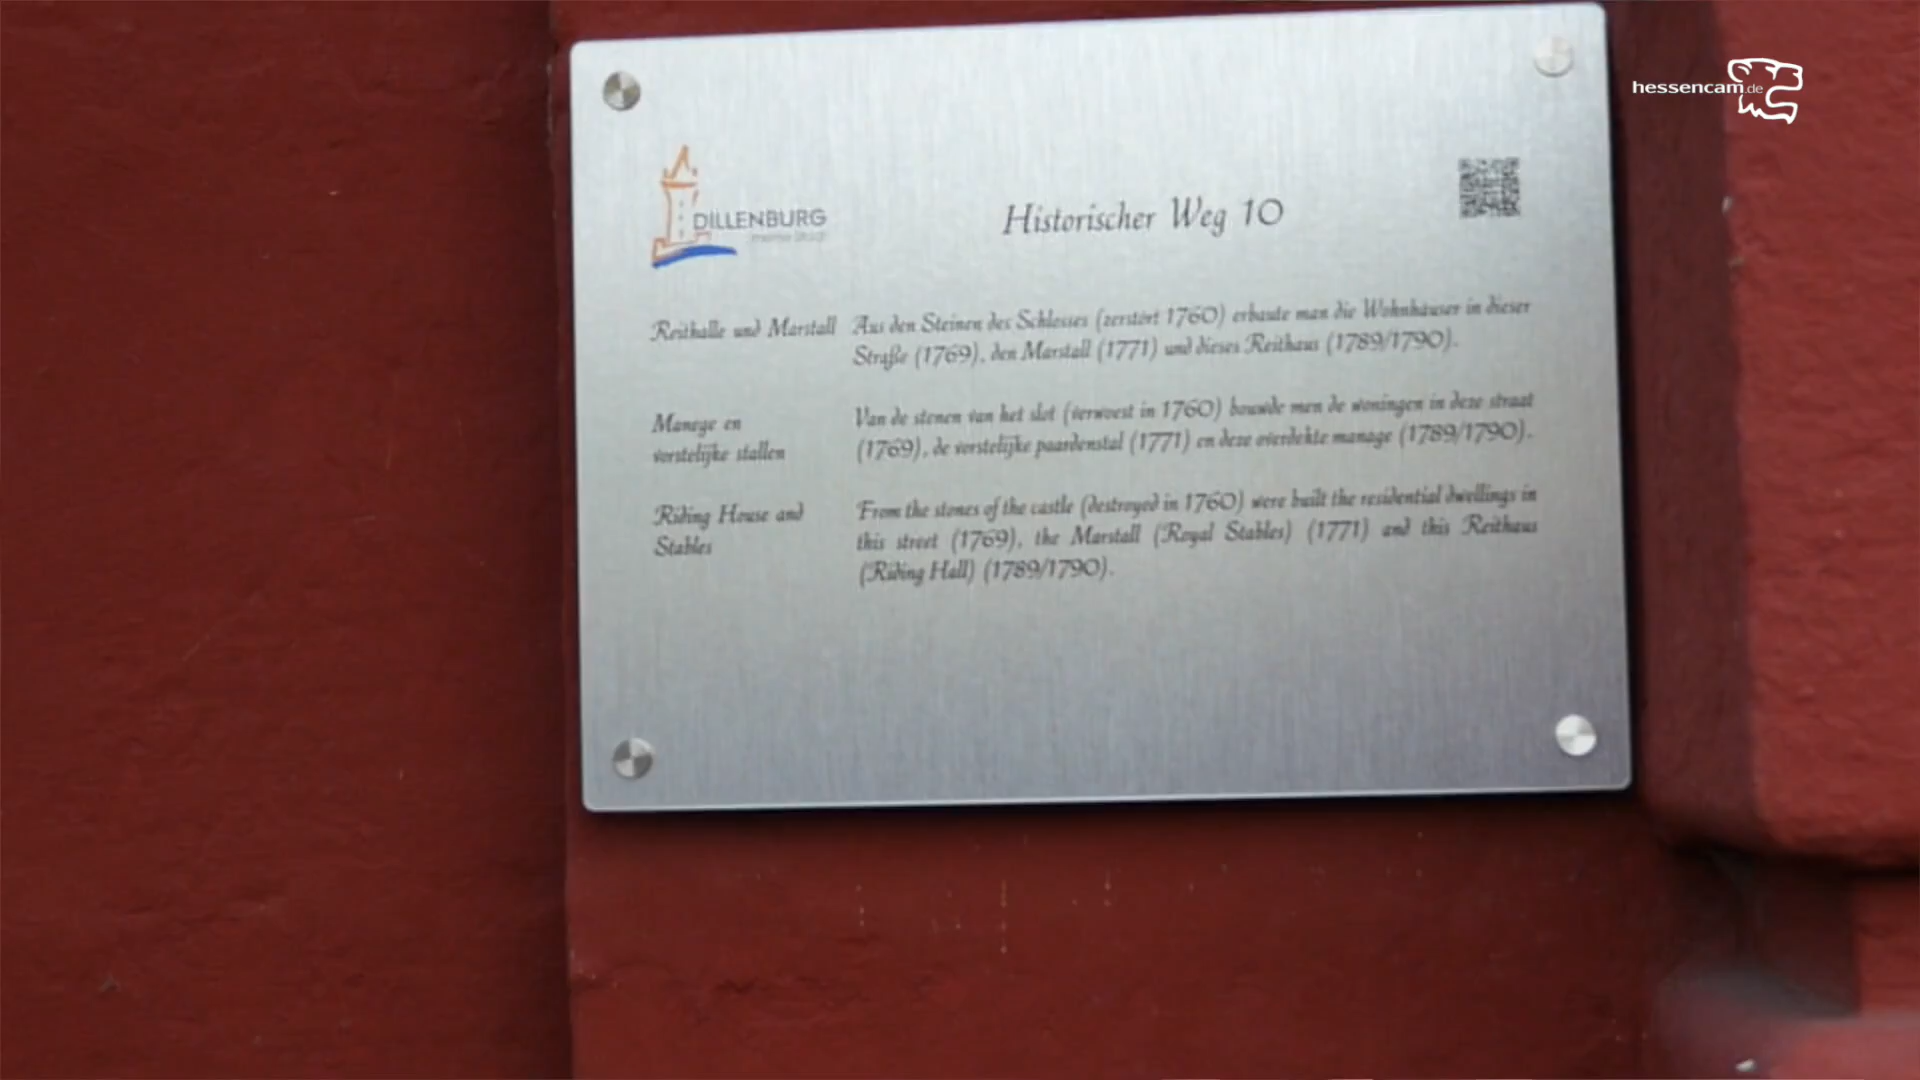 hessencam.de
DILLENBURG
meine Stadt
Historischer Weg 10
Reithalle und Marstall
Aus den Steinen des Schlosses (zerstört 1760) erbaute man die Wohnhäuser in dieser
Straße (1769), den Marstall (1771) und dieses Reithaus (1789/1790).
Manege en
vorstelijke stallen
Van de stenen van het slot (verwoest in 1760) bouwde men de woningen in deze straat
(1769), de vorstelijke paardenstal (1771) en deze overdekte manage (1789/1790).
Riding House and
Stables
From the stones of the castle (destroyed in 1760) were built the residential dwellings in
this street (1769), the Marstall (Royal Stables) (1771) and this Reithaus
(Riding Hall) (1789/1790).